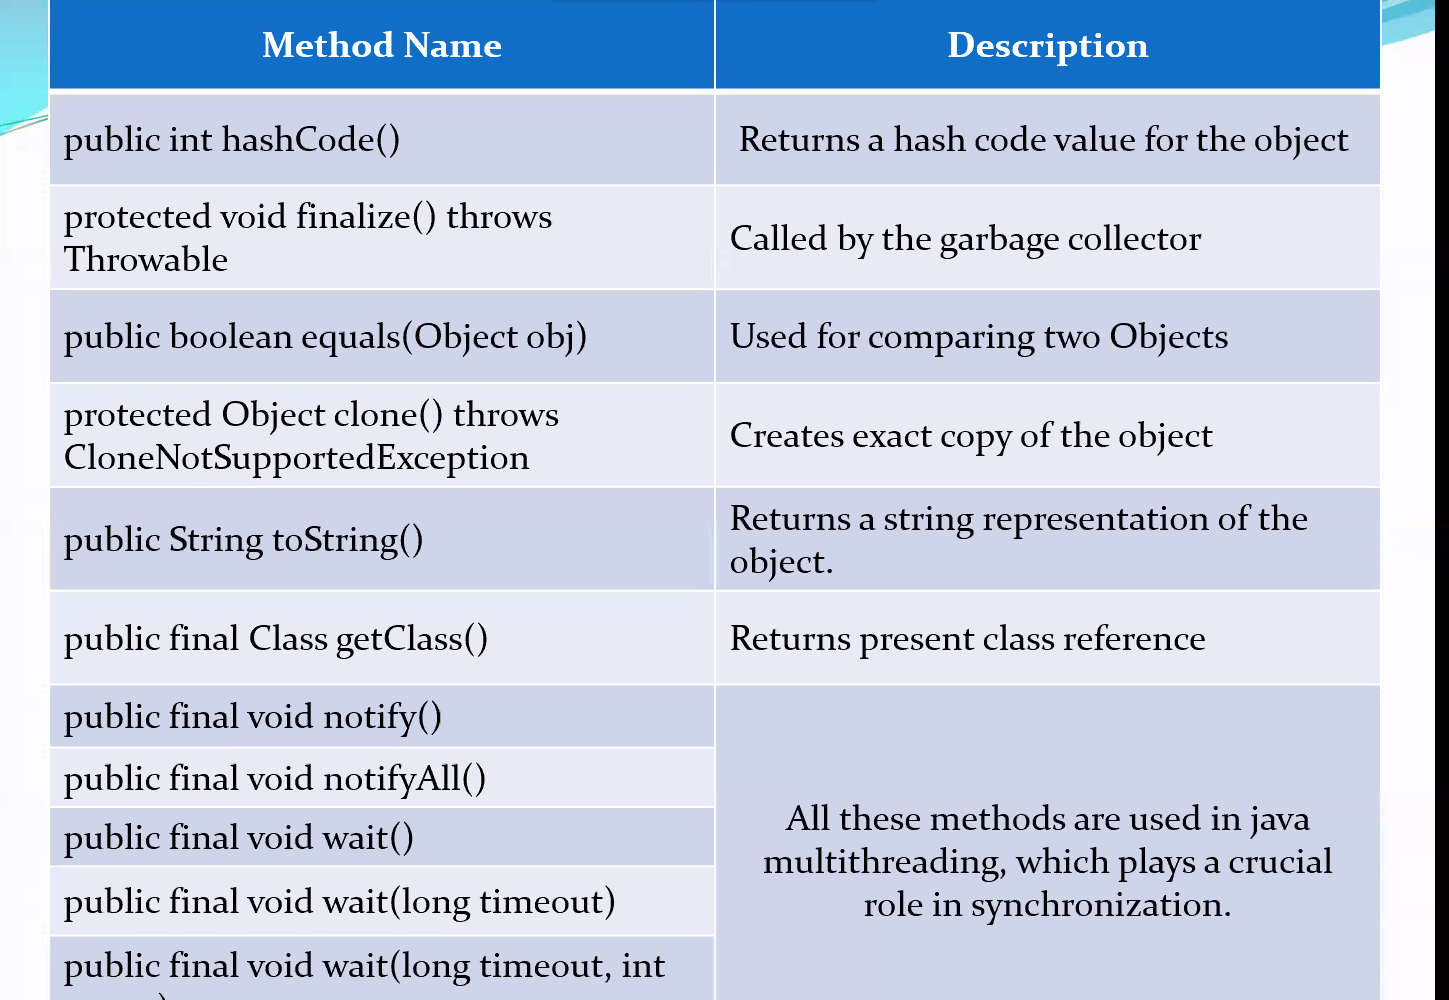 Method Name
Description
public int hashCode()
Returns a hash code value for the object
protected void finalize() throws
Throwable
Called by the garbage collector
public boolean equals(Object obj)
Used for comparing two Objects
protected Object clone() throws
CloneNotSupportedException
Creates exact copy of the object
public String toString()
Returns a string representation of the
object.
public final Class getClass()
Returns present class reference
public final void notify()
public final void notifyAll()
public final void wait()
public final void wait(long timeout)
public final void wait(long timeout, int
All these methods are used in java
multithreading, which plays a crucial
role in synchronization.